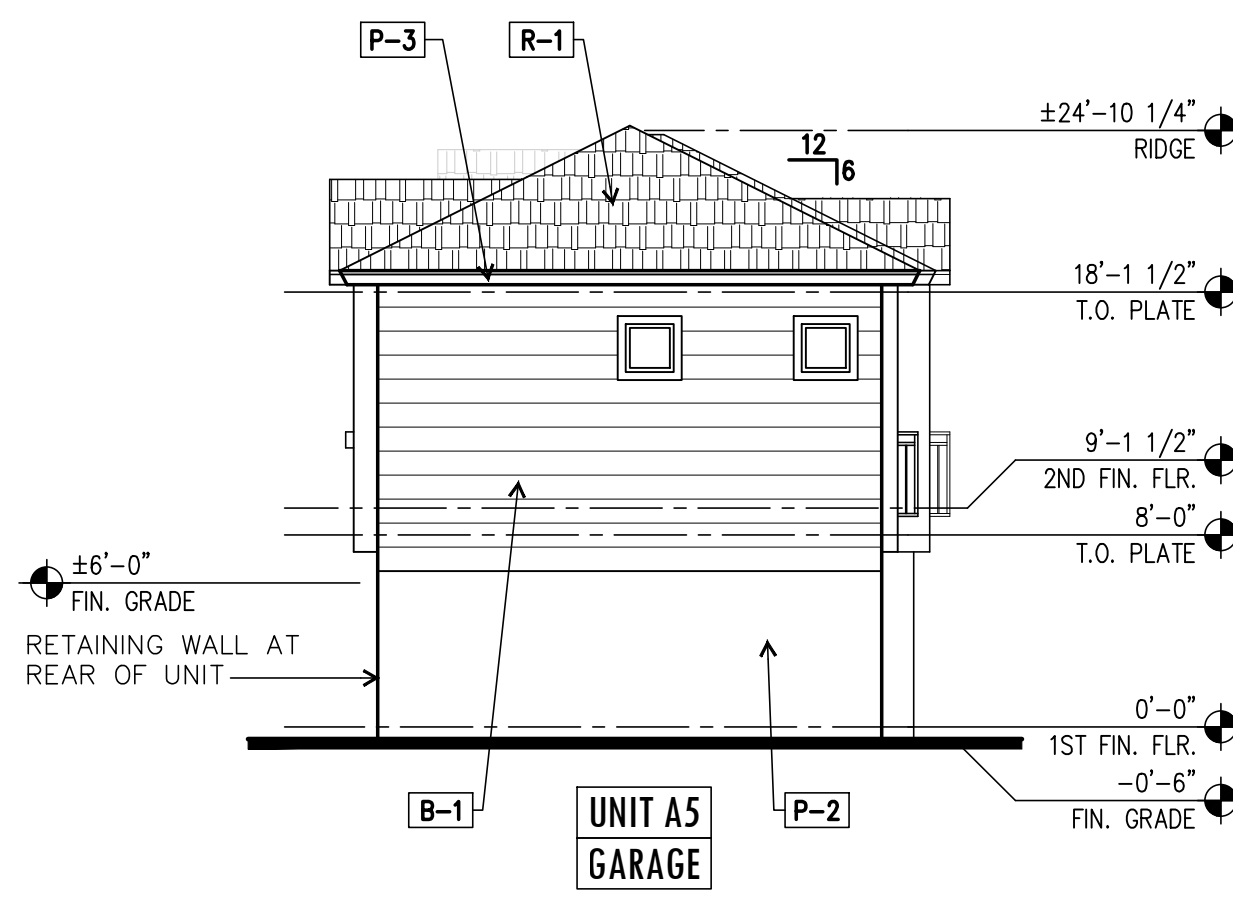 P-3
R-1
±24'-10 1/4"
RIDGE
12
6
18'-1 1/2"
T.O. PLATE
9'-1 1/2"
2ND FIN. FLR.
8'-0"
T.O. PLATE
±6'-0"
FIN. GRADE
RETAINING WALL AT
REAR OF UNIT
0'-0"
1ST FIN. FLR.
-0'-6"
FIN. GRADE
B-1
UNIT A5
GARAGE
P-2